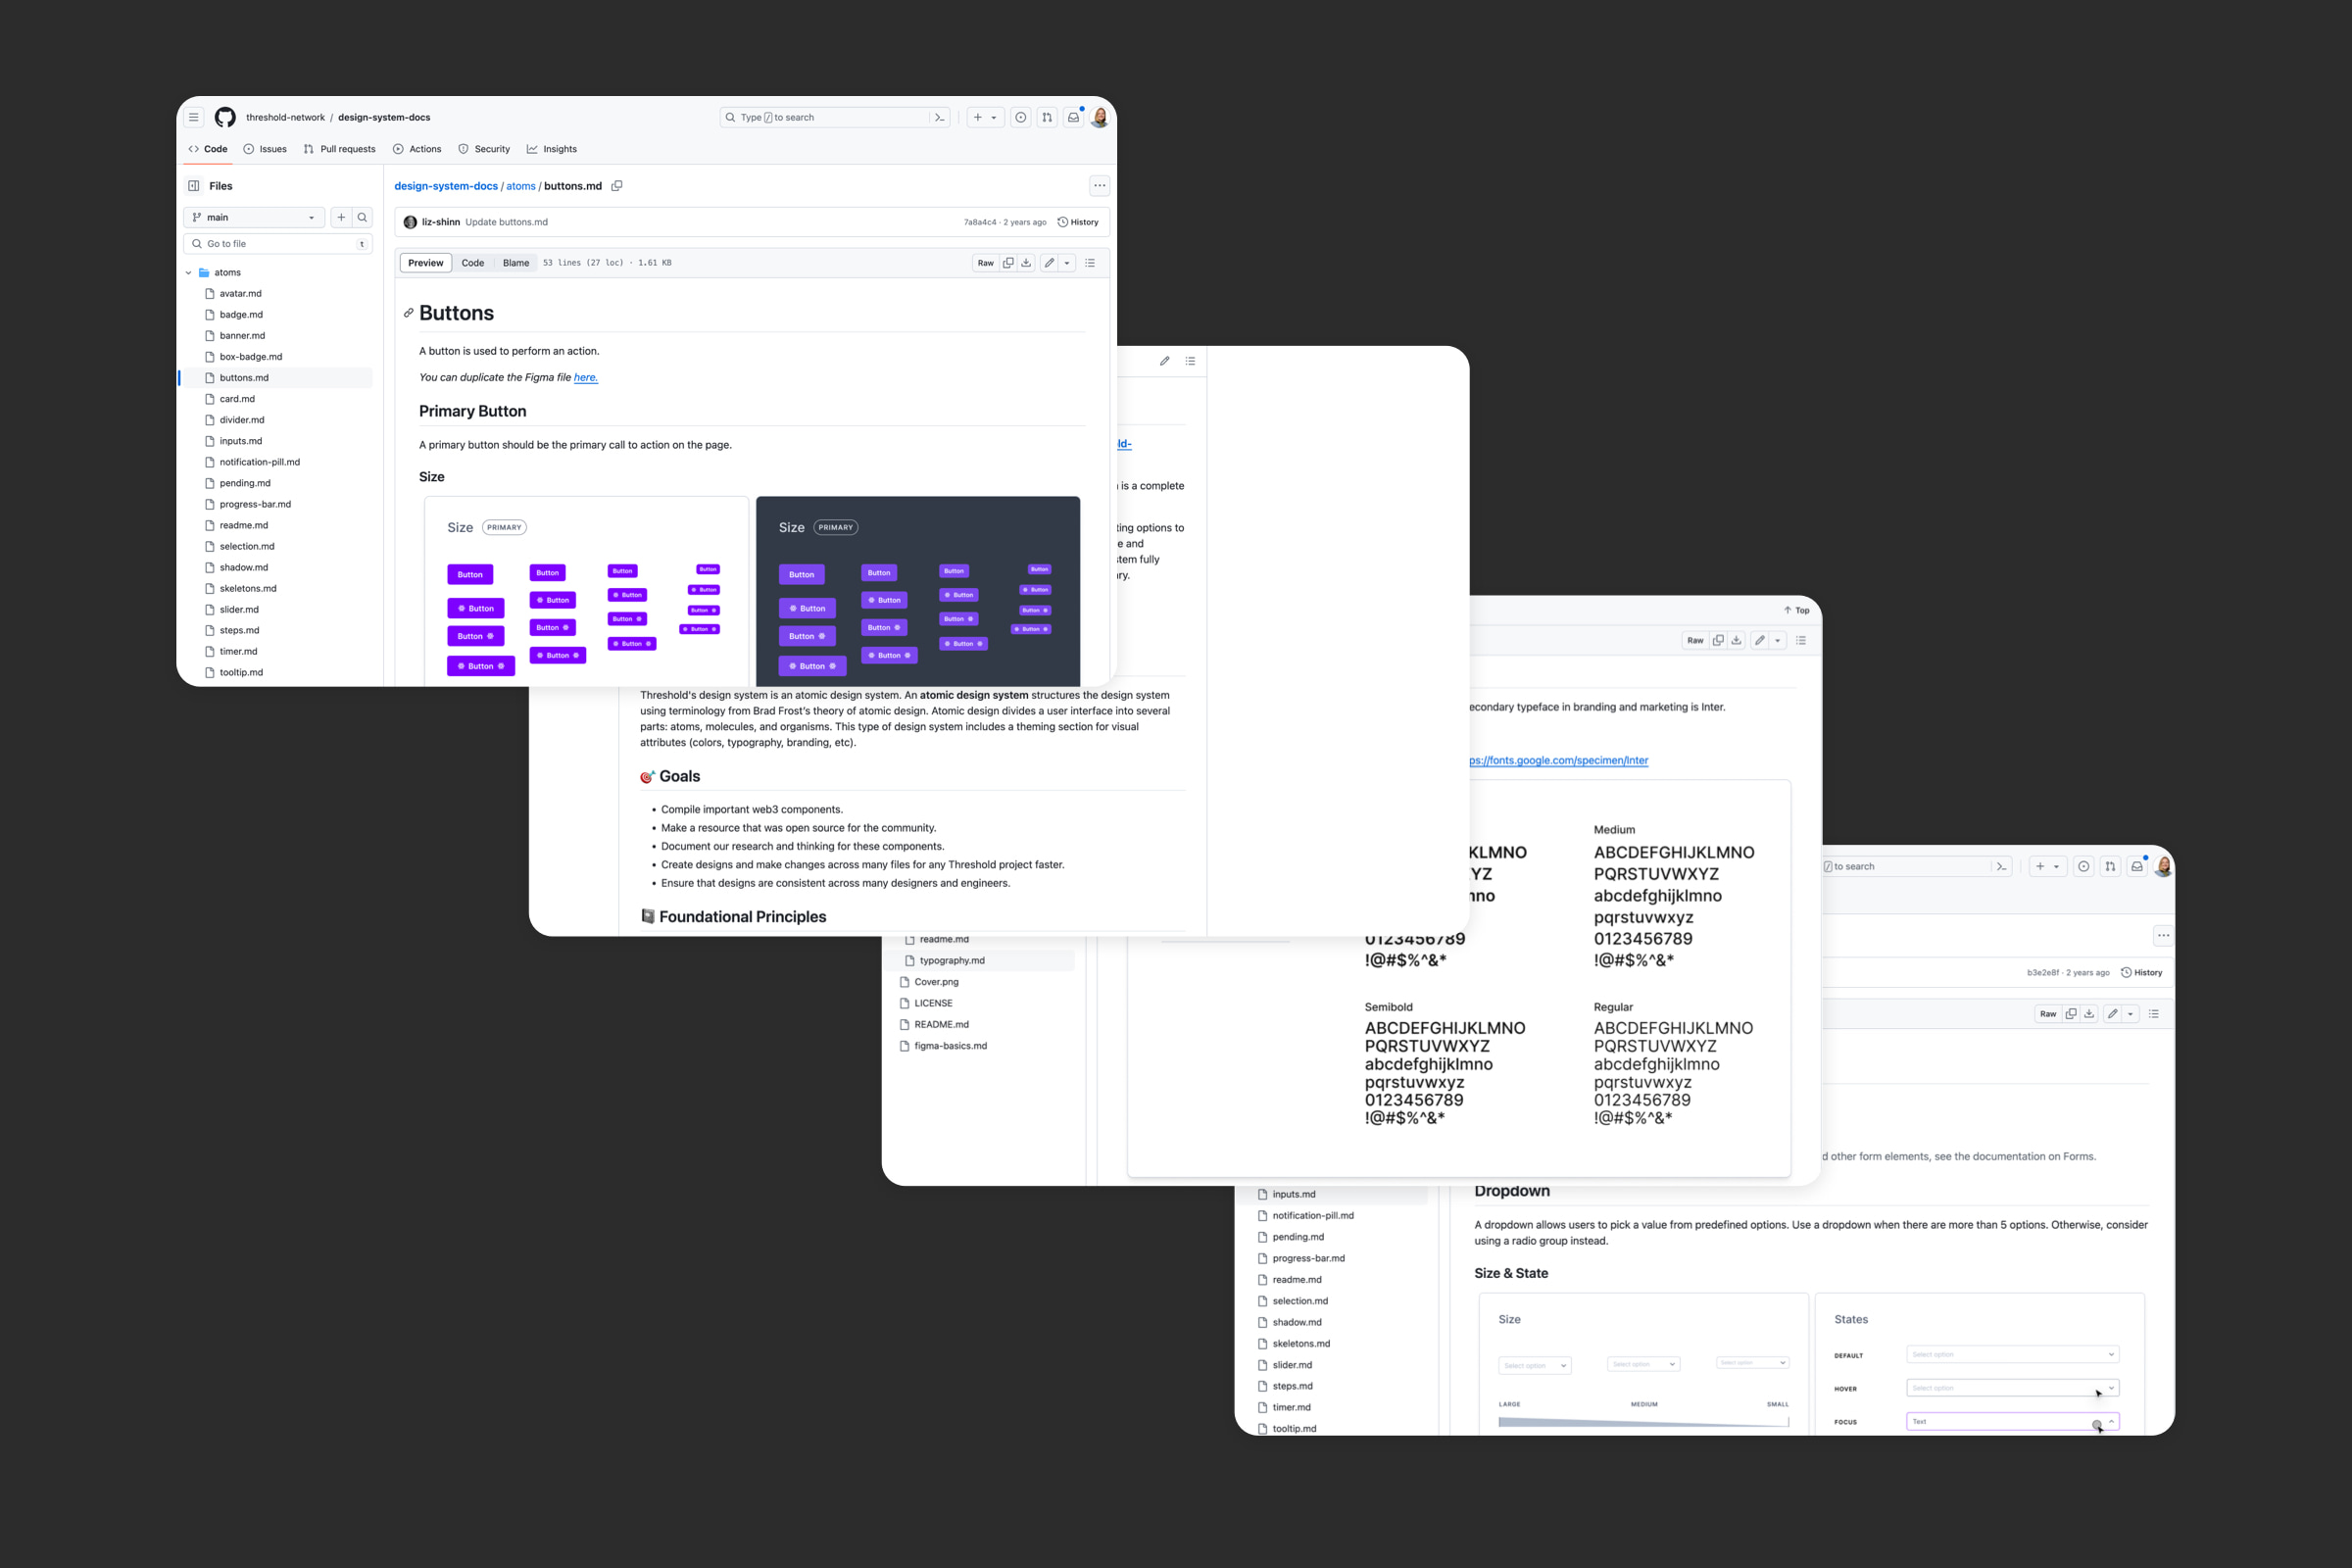 threshold-network / design-system-docs
Type / to search
Code Issues Pull requests Actions Security Insights
Files
main
Go to file t
atoms
avatar.md
badge.md
banner.md
box-badge.md
buttons.md
card.md
divider.md
inputs.md
notification-pill.md
pending.md
progress-bar.md
readme.md
selection.md
shadow.md
skeletons.md
slider.md
steps.md
timer.md
tooltip.md
design-system-docs / atoms / buttons.md
liz-shinn Update buttons.md 7a8a4c4 · 2 years ago History
Preview Code Blame 53 lines (27 loc) · 1.61 KB Raw
Buttons
A button is used to perform an action.
You can duplicate the Figma file here.
Primary Button
A primary button should be the primary call to action on the page.
Size
Size PRIMARY
Button Button Button Button
Button Button Button Button
Button Button Button Button
Button Button Button Button
Size PRIMARY
Button Button Button Button
Button Button Button Button
Button Button Button Button
Button Button Button Button
ld-
is a complete
ting options to
e and
stem fully
ry.
Threshold's design system is an atomic design system. An atomic design system structures the design system
using terminology from Brad Frost's theory of atomic design. Atomic design divides a user interface into several
parts: atoms, molecules, and organisms. This type of design system includes a theming section for visual
attributes (colors, typography, branding, etc).
🎯 Goals
• Compile important web3 components.
• Make a resource that was open source for the community.
• Document our research and thinking for these components.
• Create designs and make changes across many files for any Threshold project faster.
• Ensure that designs are consistent across many designers and engineers.
📓 Foundational Principles
Top
Raw
econdary typeface in branding and marketing is Inter.
ps://fonts.google.com/specimen/Inter
KLMNO
YZ
mno
0123456789
!@#$%^&*
Medium
ABCDEFGHIJKLMNO
PQRSTUVWXYZ
abcdefghijklmno
pqrstuvwxyz
0123456789
!@#$%^&*
Semibold
ABCDEFGHIJKLMNO
PQRSTUVWXYZ
abcdefghijklmno
pqrstuvwxyz
0123456789
!@#$%^&*
Regular
ABCDEFGHIJKLMNO
PQRSTUVWXYZ
abcdefghijklmno
pqrstuvwxyz
0123456789
!@#$%^&*
readme.md
typography.md
Cover.png
LICENSE
README.md
figma-basics.md
/ to search
b3e2e8f · 2 years ago History
Raw
d other form elements, see the documentation on Forms.
inputs.md
notification-pill.md
pending.md
progress-bar.md
readme.md
selection.md
shadow.md
skeletons.md
slider.md
steps.md
timer.md
tooltip.md
Dropdown
A dropdown allows users to pick a value from predefined options. Use a dropdown when there are more than 5 options. Otherwise, consider
using a radio group instead.
Size & State
Size
Select option Select option Select option
LARGE MEDIUM SMALL
States
DEFAULT Select option
HOVER Select option
FOCUS Text